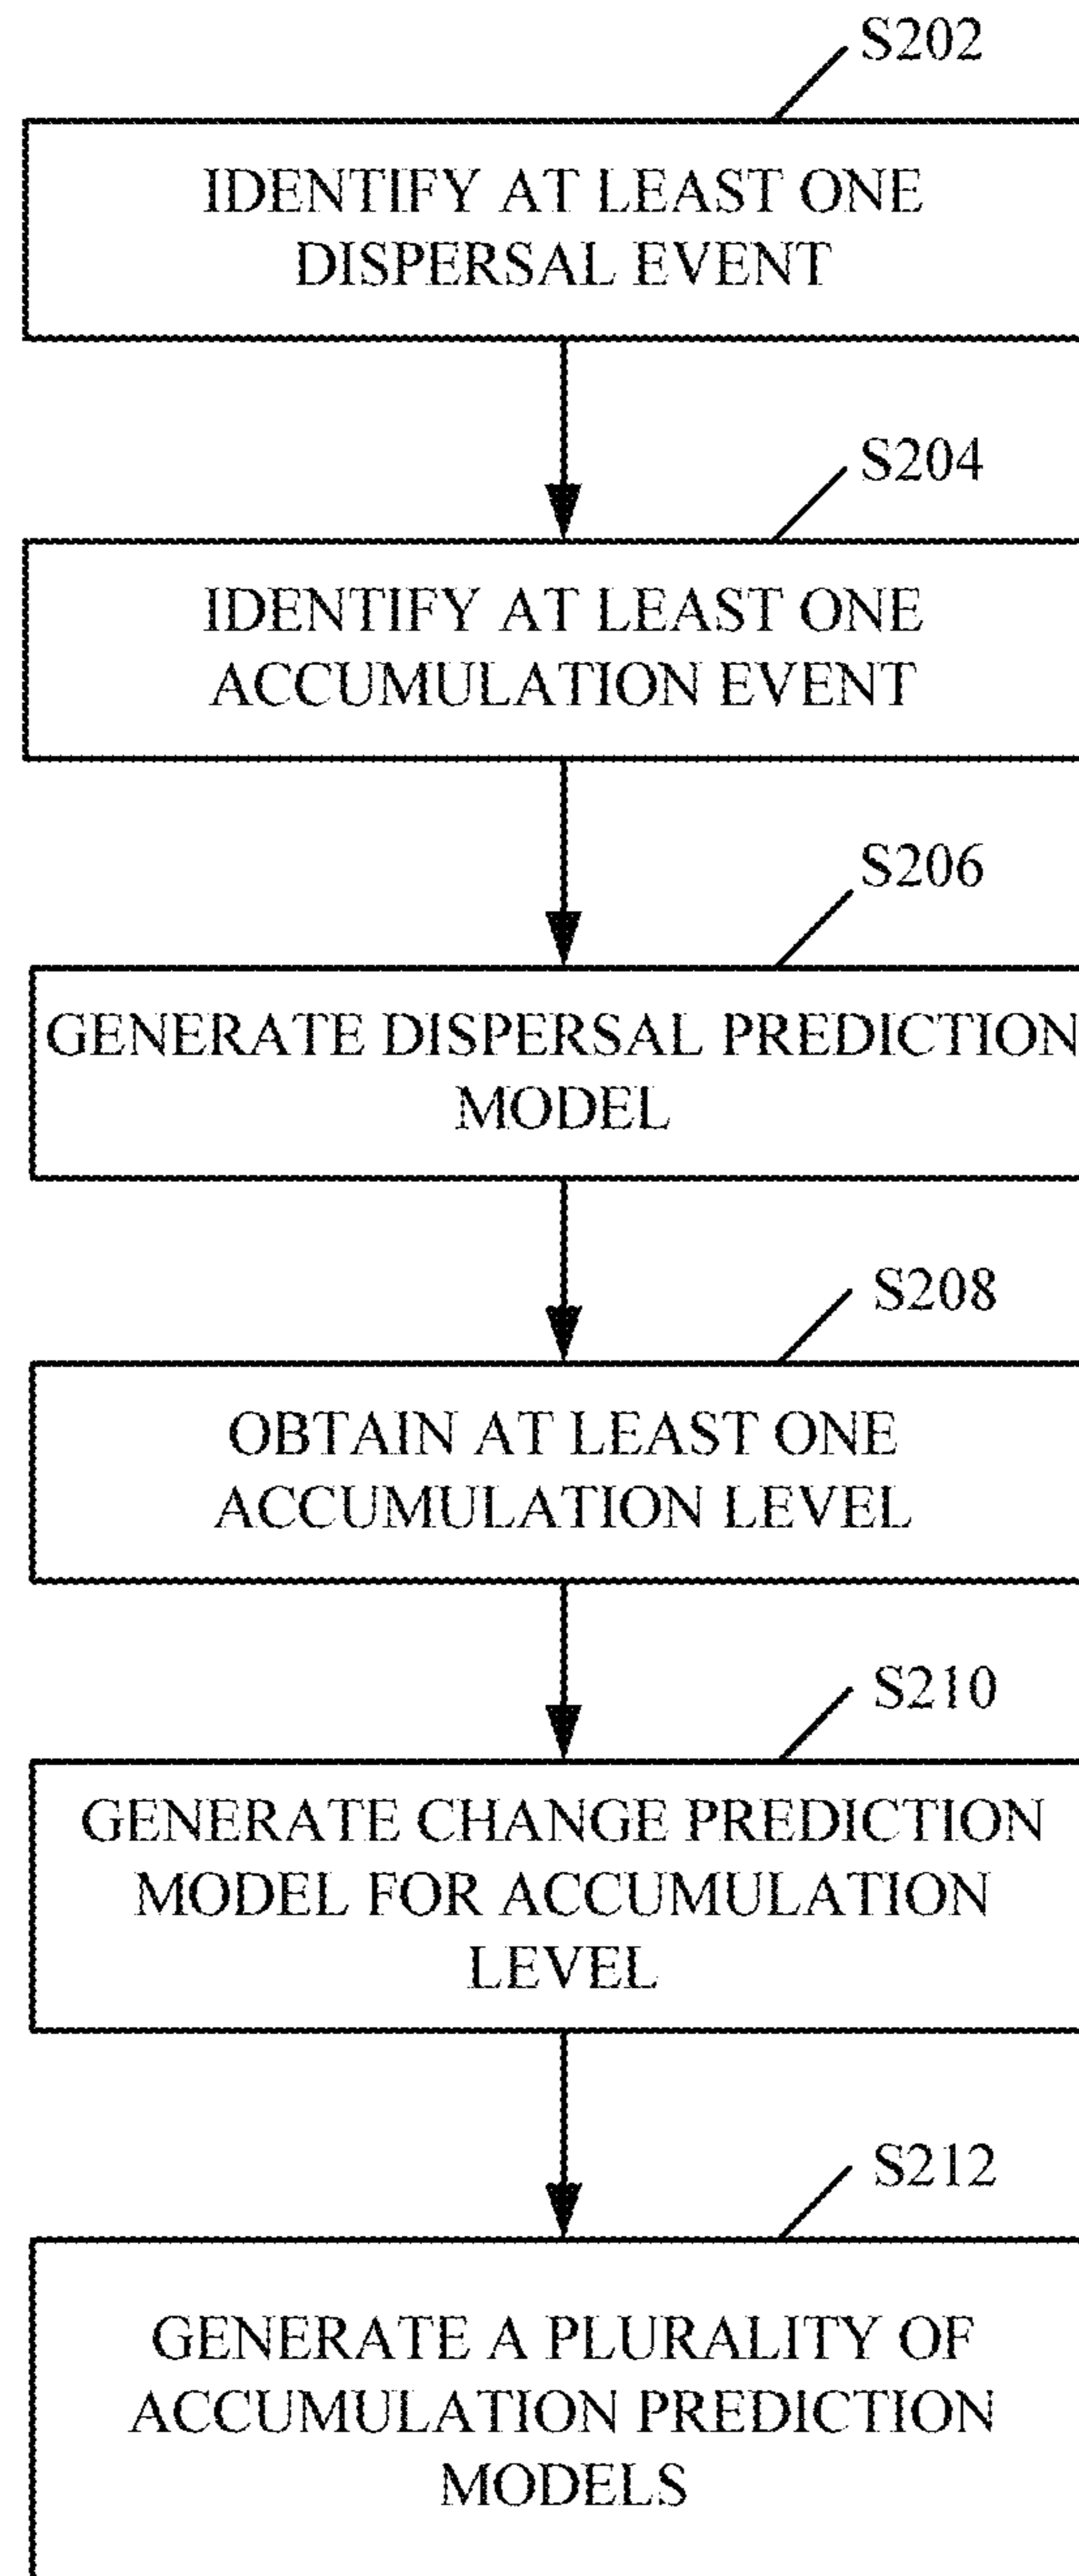 S202
IDENTIFY AT LEAST ONE
DISPERSAL EVENT
S204
IDENTIFY AT LEAST ONE
ACCUMULATION EVENT
S206
GENERATE DISPERSAL PREDICTION
MODEL
S208
OBTAIN AT LEAST ONE
ACCUMULATION LEVEL
S210
GENERATE CHANGE PREDICTION
MODEL FOR ACCUMULATION
LEVEL
S212
GENERATE A PLURALITY OF
ACCUMULATION PREDICTION
MODELS